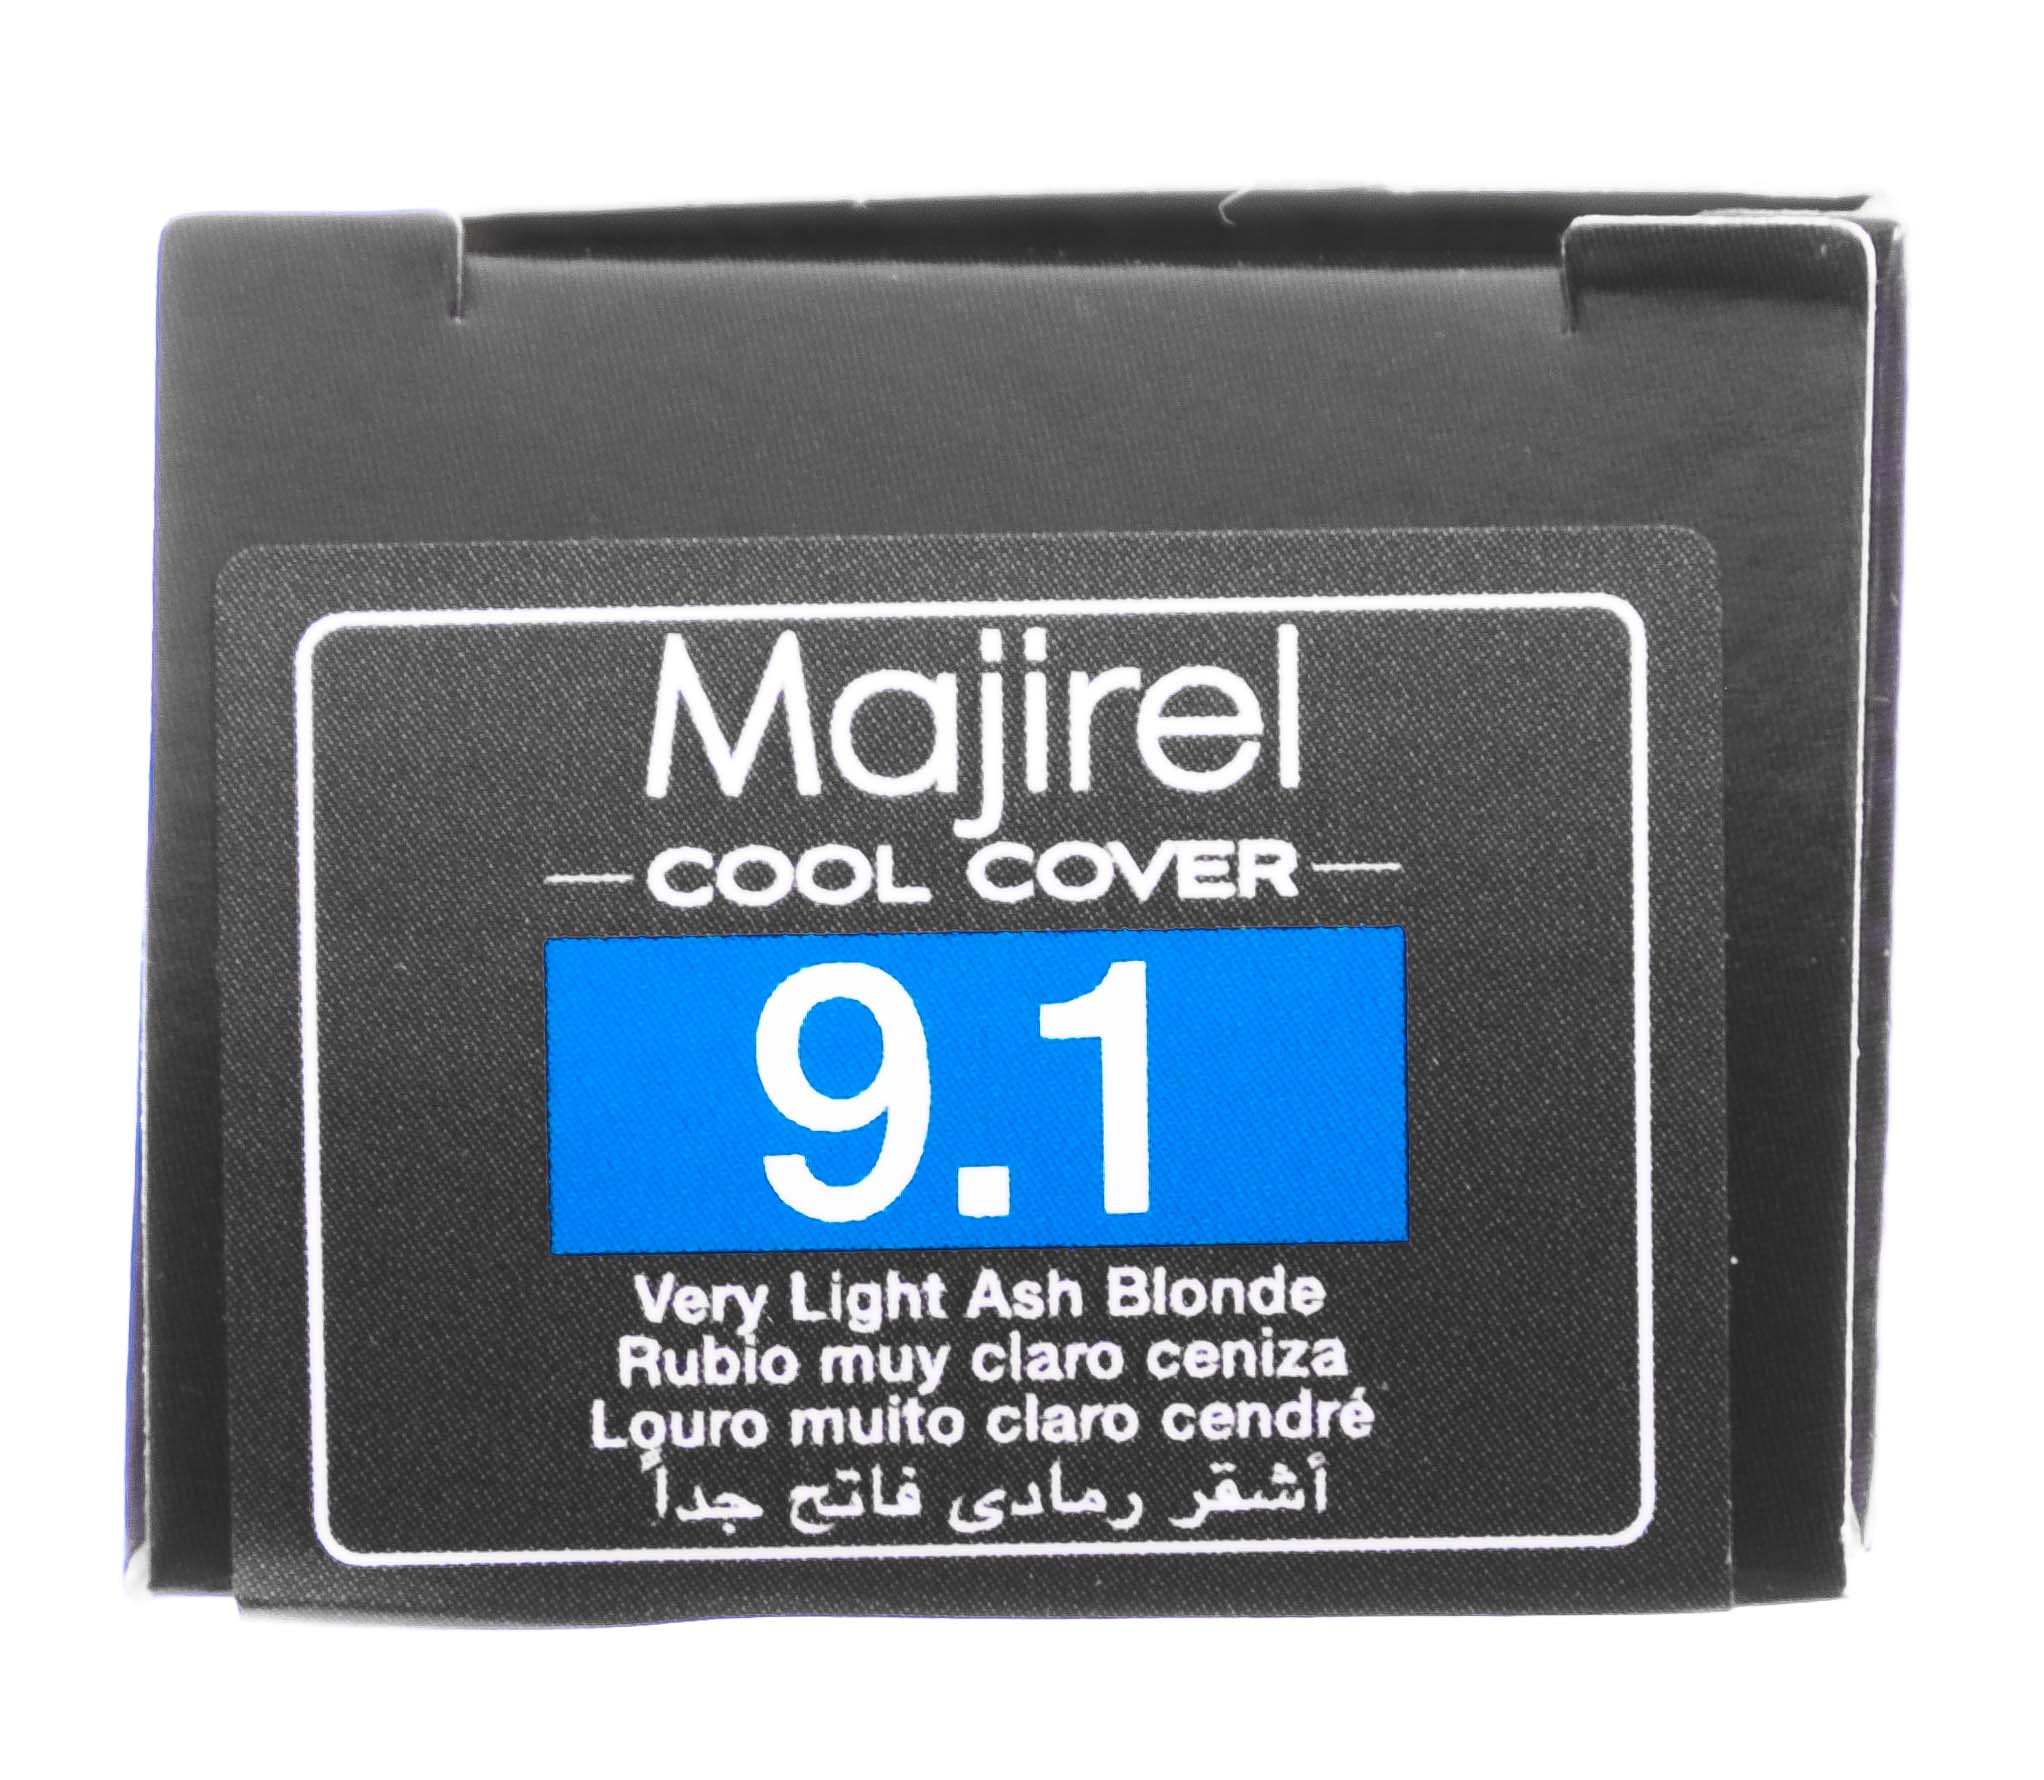 Majirel
COOL COVER
9.1
Very Light Ash Blonde
Rubio muy claro ceniza
Louro muito claro cendré
أشقر رمادى فاتح جداً